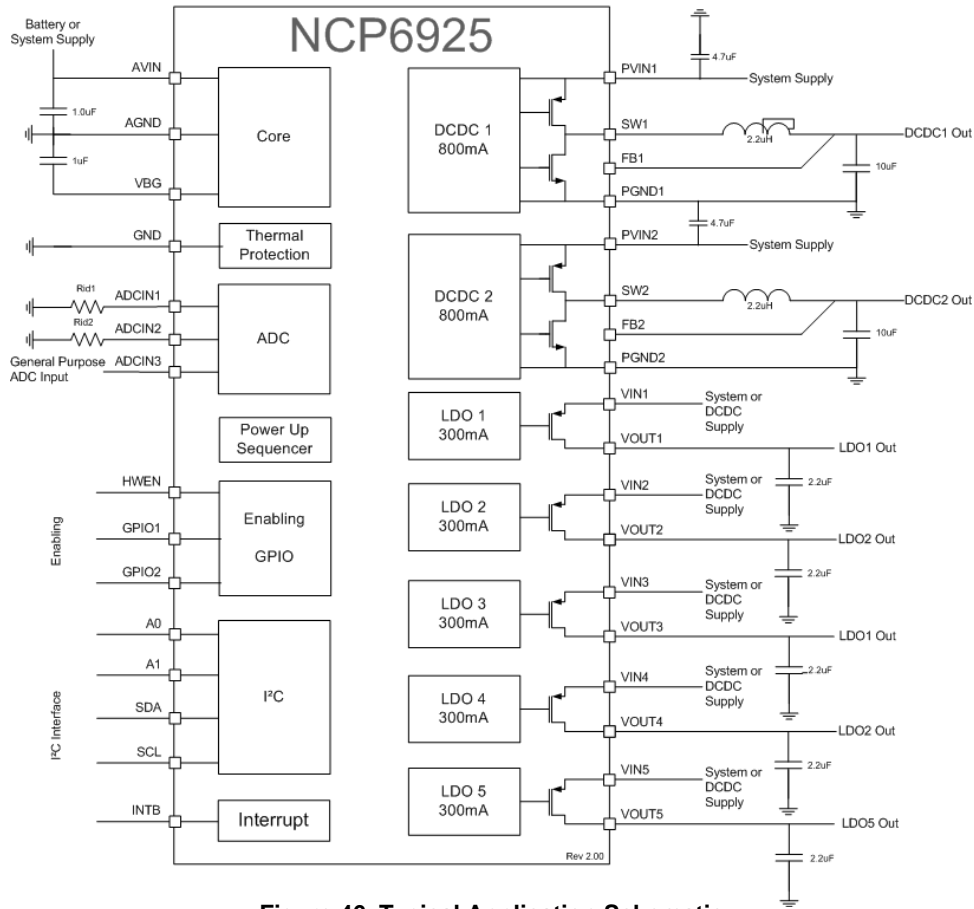 NCP6925
Battery or
System Supply
AVIN
1.0uF
AGND
1uF
VBG
Core
GND
Thermal
Protection
Rid1
ADCIN1
Rid2
ADCIN2
General Purpose
ADC Input
ADCIN3
ADC
Power Up
Sequencer
Enabling
HWEN
GPIO1
GPIO2
Enabling
GPIO
I²C Interface
A0
A1
SDA
SCL
I²C
INTB
Interrupt
DCDC 1
800mA
PVIN1
4.7uF
System Supply
SW1
2.2uH
DCDC1 Out
FB1
10uF
PGND1
DCDC 2
800mA
4.7uF
PVIN2
System Supply
SW2
2.2uH
DCDC2 Out
FB2
10uF
PGND2
LDO 1
300mA
VIN1
System or
DCDC
Supply
VOUT1
LDO1 Out
2.2uF
LDO 2
300mA
VIN2
System or
DCDC
Supply
VOUT2
LDO2 Out
2.2uF
LDO 3
300mA
VIN3
System or
DCDC
Supply
VOUT3
LDO1 Out
2.2uF
LDO 4
300mA
VIN4
System or
DCDC
Supply
VOUT4
LDO2 Out
2.2uF
LDO 5
300mA
VIN5
System or
DCDC
Supply
VOUT5
LDO5 Out
2.2uF
Rev 2.00
Typical Application Schematic